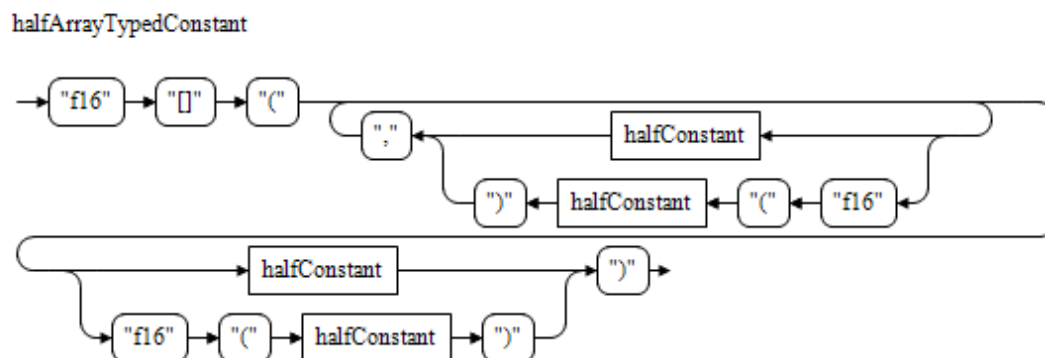 halfArrayTypedConstant
"f16" "[]" "("
"," halfConstant
")" halfConstant "(" "f16"
halfConstant ")"
"f16" "(" halfConstant ")"